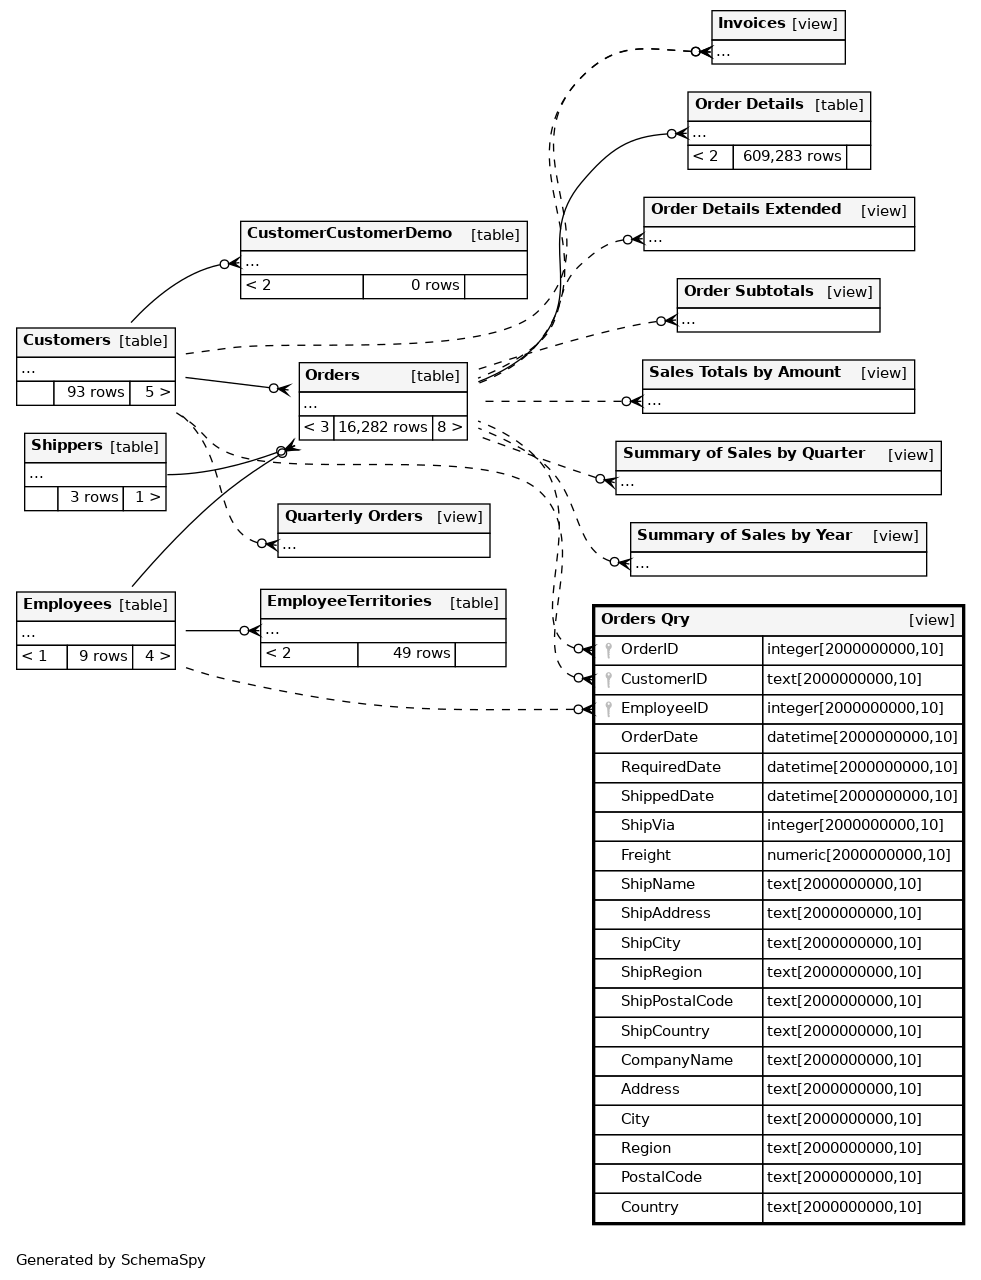 Invoices [view]
...
Order Details [table]
...
< 2 609,283 rows
Order Details Extended [view]
...
CustomerCustomerDemo [table]
...
< 2 0 rows
Order Subtotals [view]
...
Customers [table]
...
93 rows 5 >
Orders [table]
...
< 3 16,282 rows 8 >
Sales Totals by Amount [view]
...
Shippers [table]
...
3 rows 1 >
Summary of Sales by Quarter [view]
...
Quarterly Orders [view]
...
Summary of Sales by Year [view]
...
Employees [table]
...
< 1 9 rows 4 >
EmployeeTerritories [table]
...
< 2 49 rows
Orders Qry [view]
OrderID integer[2000000000,10]
CustomerID text[2000000000,10]
EmployeeID integer[2000000000,10]
OrderDate datetime[2000000000,10]
RequiredDate datetime[2000000000,10]
ShippedDate datetime[2000000000,10]
ShipVia integer[2000000000,10]
Freight numeric[2000000000,10]
ShipName text[2000000000,10]
ShipAddress text[2000000000,10]
ShipCity text[2000000000,10]
ShipRegion text[2000000000,10]
ShipPostalCode text[2000000000,10]
ShipCountry text[2000000000,10]
CompanyName text[2000000000,10]
Address text[2000000000,10]
City text[2000000000,10]
Region text[2000000000,10]
PostalCode text[2000000000,10]
Country text[2000000000,10]
Generated by SchemaSpy